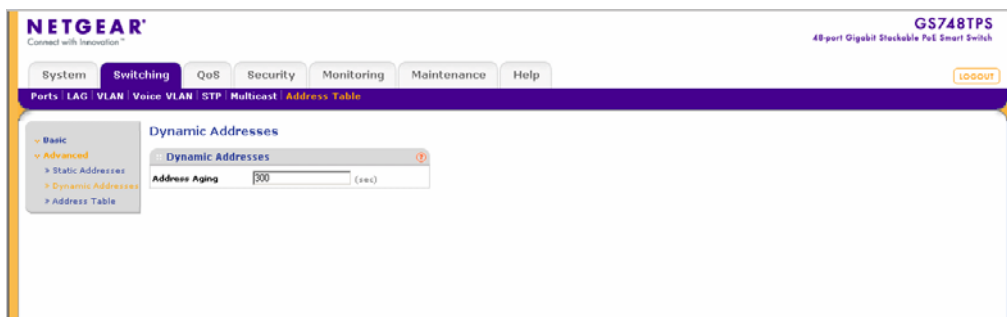 NETGEAR®
Connect with Innovation™
GS748TPS
48-port Gigabit Stackable PoE Smart Switch
System Switching QoS Security Monitoring Maintenance Help
LOGOUT
Ports LAG VLAN Voice VLAN STP Multicast Address Table
Basic
Advanced
Static Addresses
Dynamic Addresses
Address Table
Dynamic Addresses
Dynamic Addresses ?
Address Aging 300 (sec)